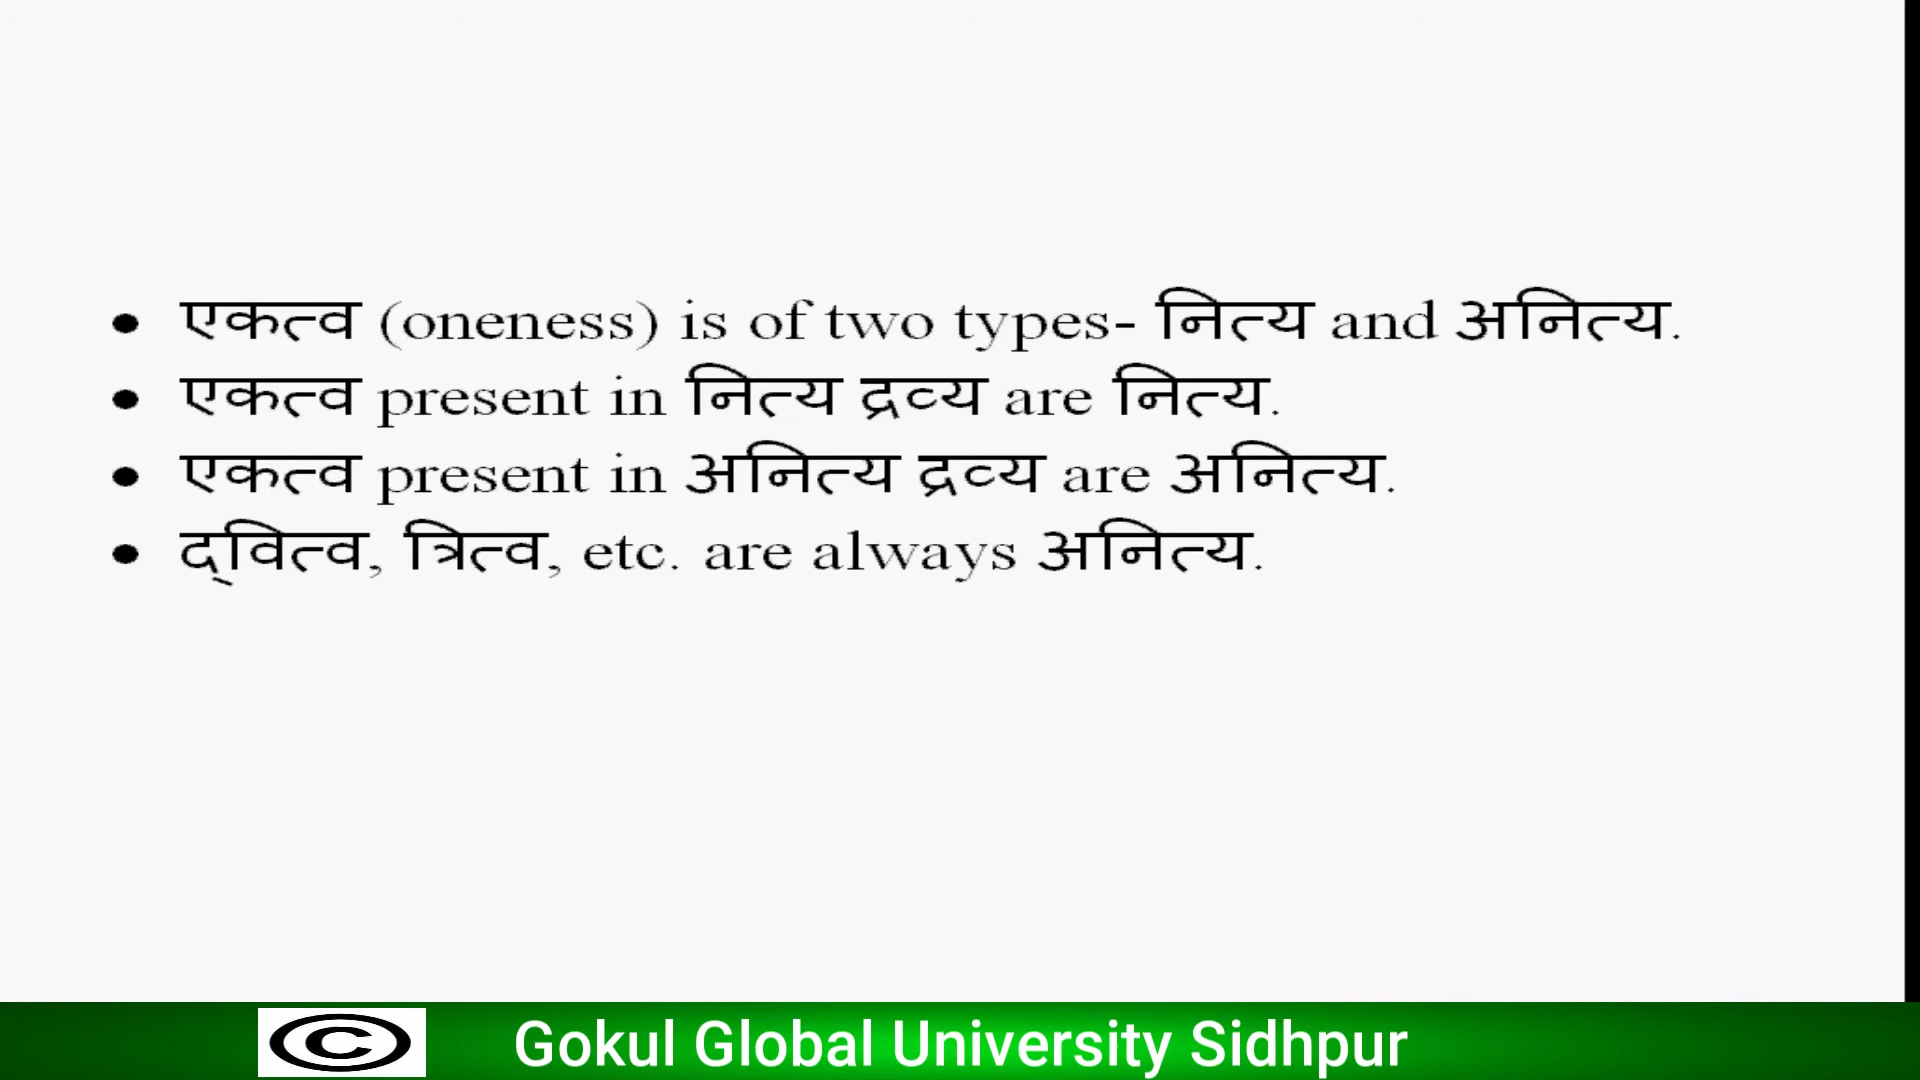 • एकत्व (oneness) is of two types- नित्य and अनित्य.
• एकत्व present in नित्य द्रव्य are नित्य.
• एकत्व present in अनित्य द्रव्य are अनित्य.
• द्‌वित्व, त्रित्व, etc. are always अनित्य.
© Gokul Global University Sidhpur